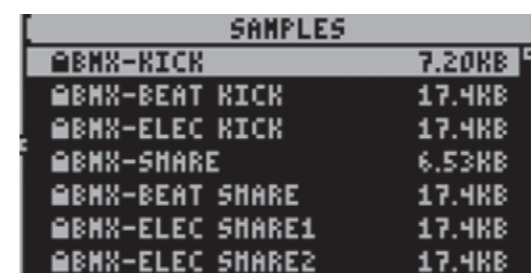 SAMPLES
BMX-KICK 7.20KB
BMX-BEAT KICK 17.4KB
BMX-ELEC KICK 17.4KB
BMX-SNARE 6.53KB
BMX-BEAT SNARE 17.4KB
BMX-ELEC SNARE1 17.4KB
BMX-ELEC SNARE2 17.4KB